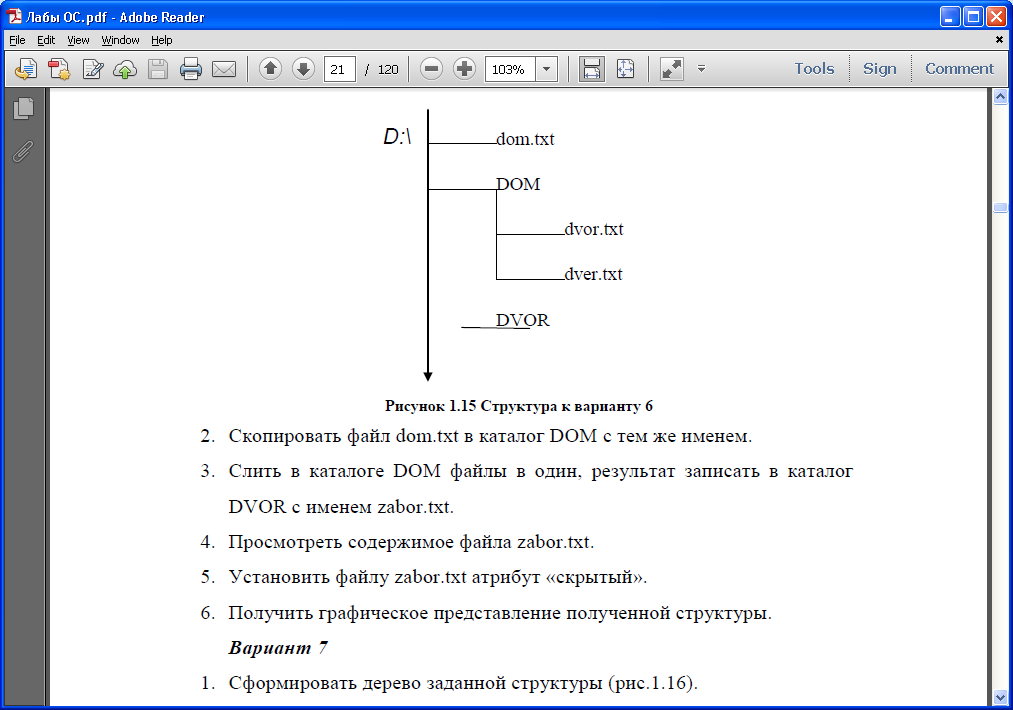 Лабы ОС.pdf - Adobe Reader
File Edit View Window Help
21 / 120 103% Tools Sign Comment
D:\ dom.txt
DOM
dvor.txt
dver.txt
DVOR
Рисунок 1.15 Структура к варианту 6
2. Скопировать файл dom.txt в каталог DOM с тем же именем.
3. Слить в каталоге DOM файлы в один, результат записать в каталог
DVOR с именем zabor.txt.
4. Просмотреть содержимое файла zabor.txt.
5. Установить файлу zabor.txt атрибут «скрытый».
6. Получить графическое представление полученной структуры.
Вариант 7
1. Сформировать дерево заданной структуры (рис.1.16).